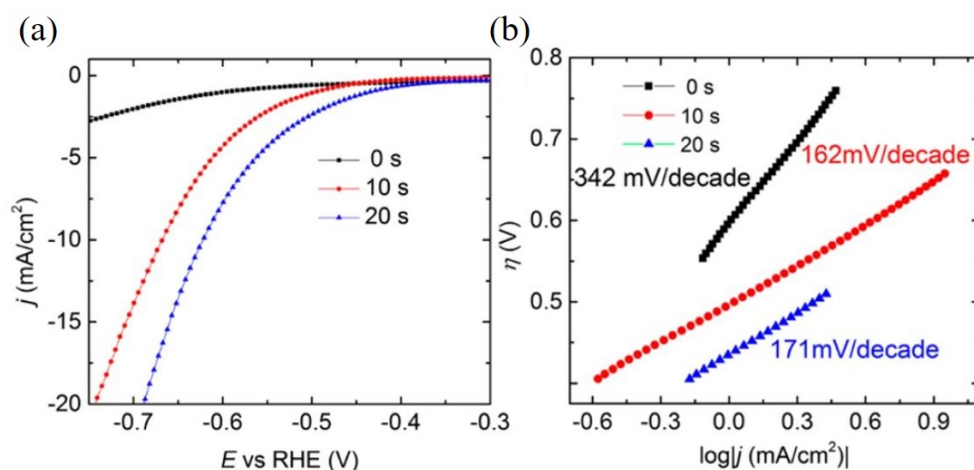 (a)
0
-5
-10
-15
-20
j (mA/cm²)
0 s
10 s
20 s
-0.7
-0.6
-0.5
-0.4
-0.3
E vs RHE (V)
(b)
0.8
0.7
0.6
0.5
η (V)
0 s
10 s
20 s
342 mV/decade
162mV/decade
171mV/decade
-0.6
-0.3
0.0
0.3
0.6
0.9
log|j (mA/cm²)|